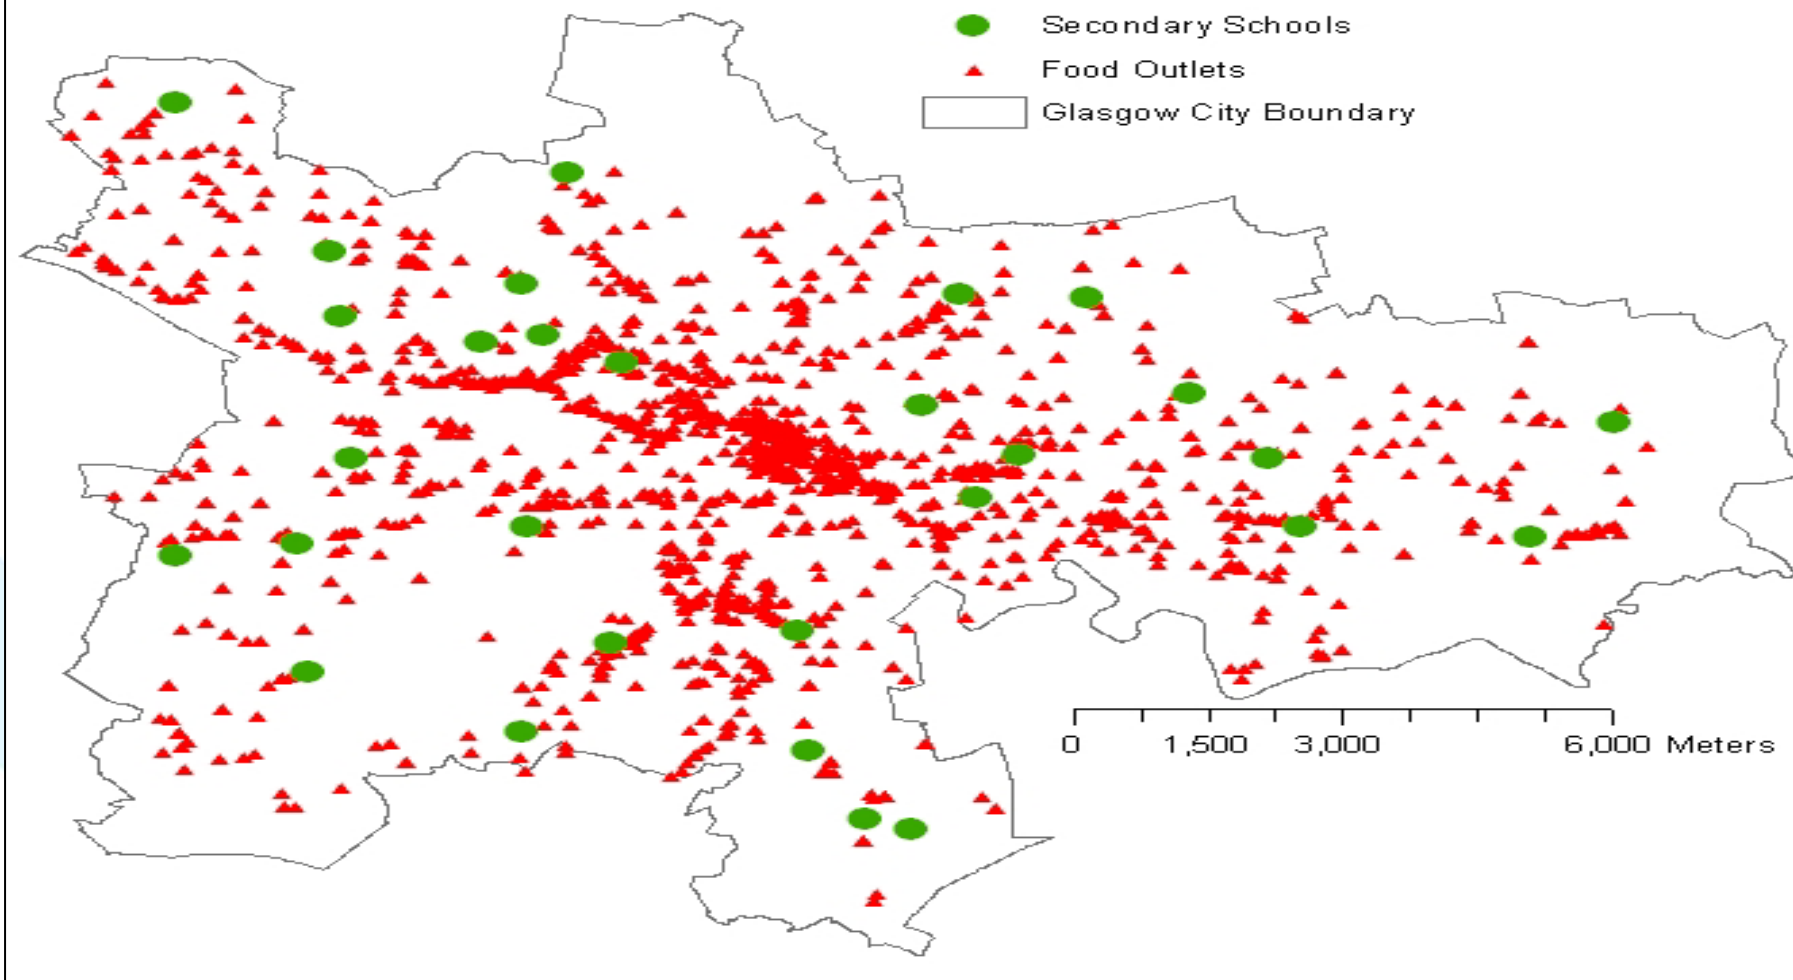 Secondary Schools
Food Outlets
Glasgow City Boundary
0 1,500 3,000 6,000 Meters